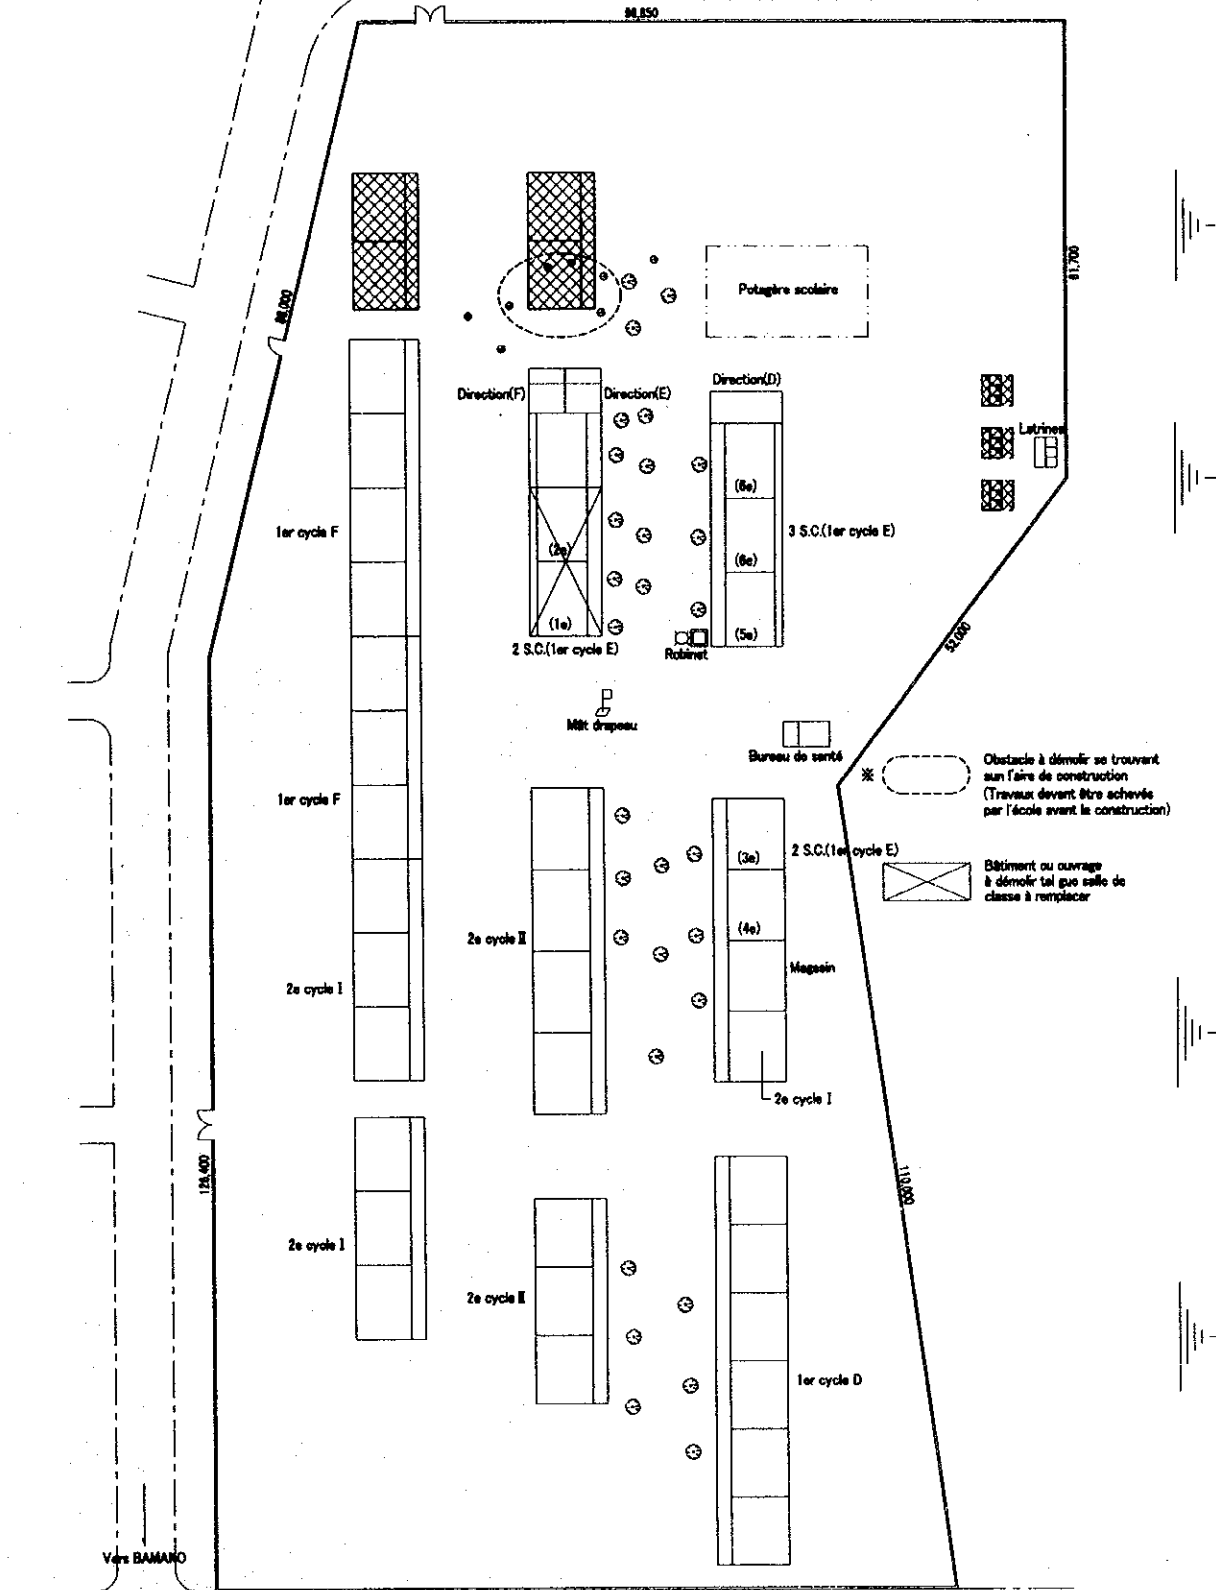 98,850
88,000
81,700
Potagère scolaire
Direction(F)
Direction(E)
Direction(D)
Latrines
1er cycle F
(6e)
3 S.C.(1er cycle E)
(2e)
(6e)
(1e)
(5e)
2 S.C.(1er cycle E)
Robinet
52,000
Mât drapeau
Bureau de santé
※
Obstacle à démolir se trouvant
sun l'aire de construction
(Travaux devant être achevés
par l'école avant la construction)
1er cycle F
(3e)
2 S.C.(1er cycle E)
Bâtiment ou ouvrage
à démolir tel gue salle de
classe à remplacer
2e cycle II
(4e)
Magasin
2e cycle I
2e cycle I
128,400
110,000
2e cycle I
2e cycle II
1er cycle D
Vers BAMAKO